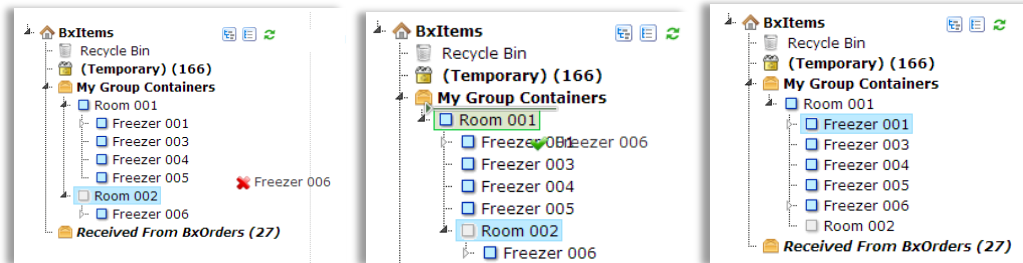 BxItems
Recycle Bin
(Temporary) (166)
My Group Containers
Room 001
Freezer 001
Freezer 003
Freezer 004
Freezer 005
Freezer 006
Room 002
Freezer 006
Received From BxOrders (27)
BxItems
Recycle Bin
(Temporary) (166)
My Group Containers
Room 001
Freezer 001 Freezer 006
Freezer 003
Freezer 004
Freezer 005
Room 002
Freezer 006
BxItems
Recycle Bin
(Temporary) (166)
My Group Containers
Room 001
Freezer 001
Freezer 003
Freezer 004
Freezer 005
Freezer 006
Room 002
Received From BxOrders (27)